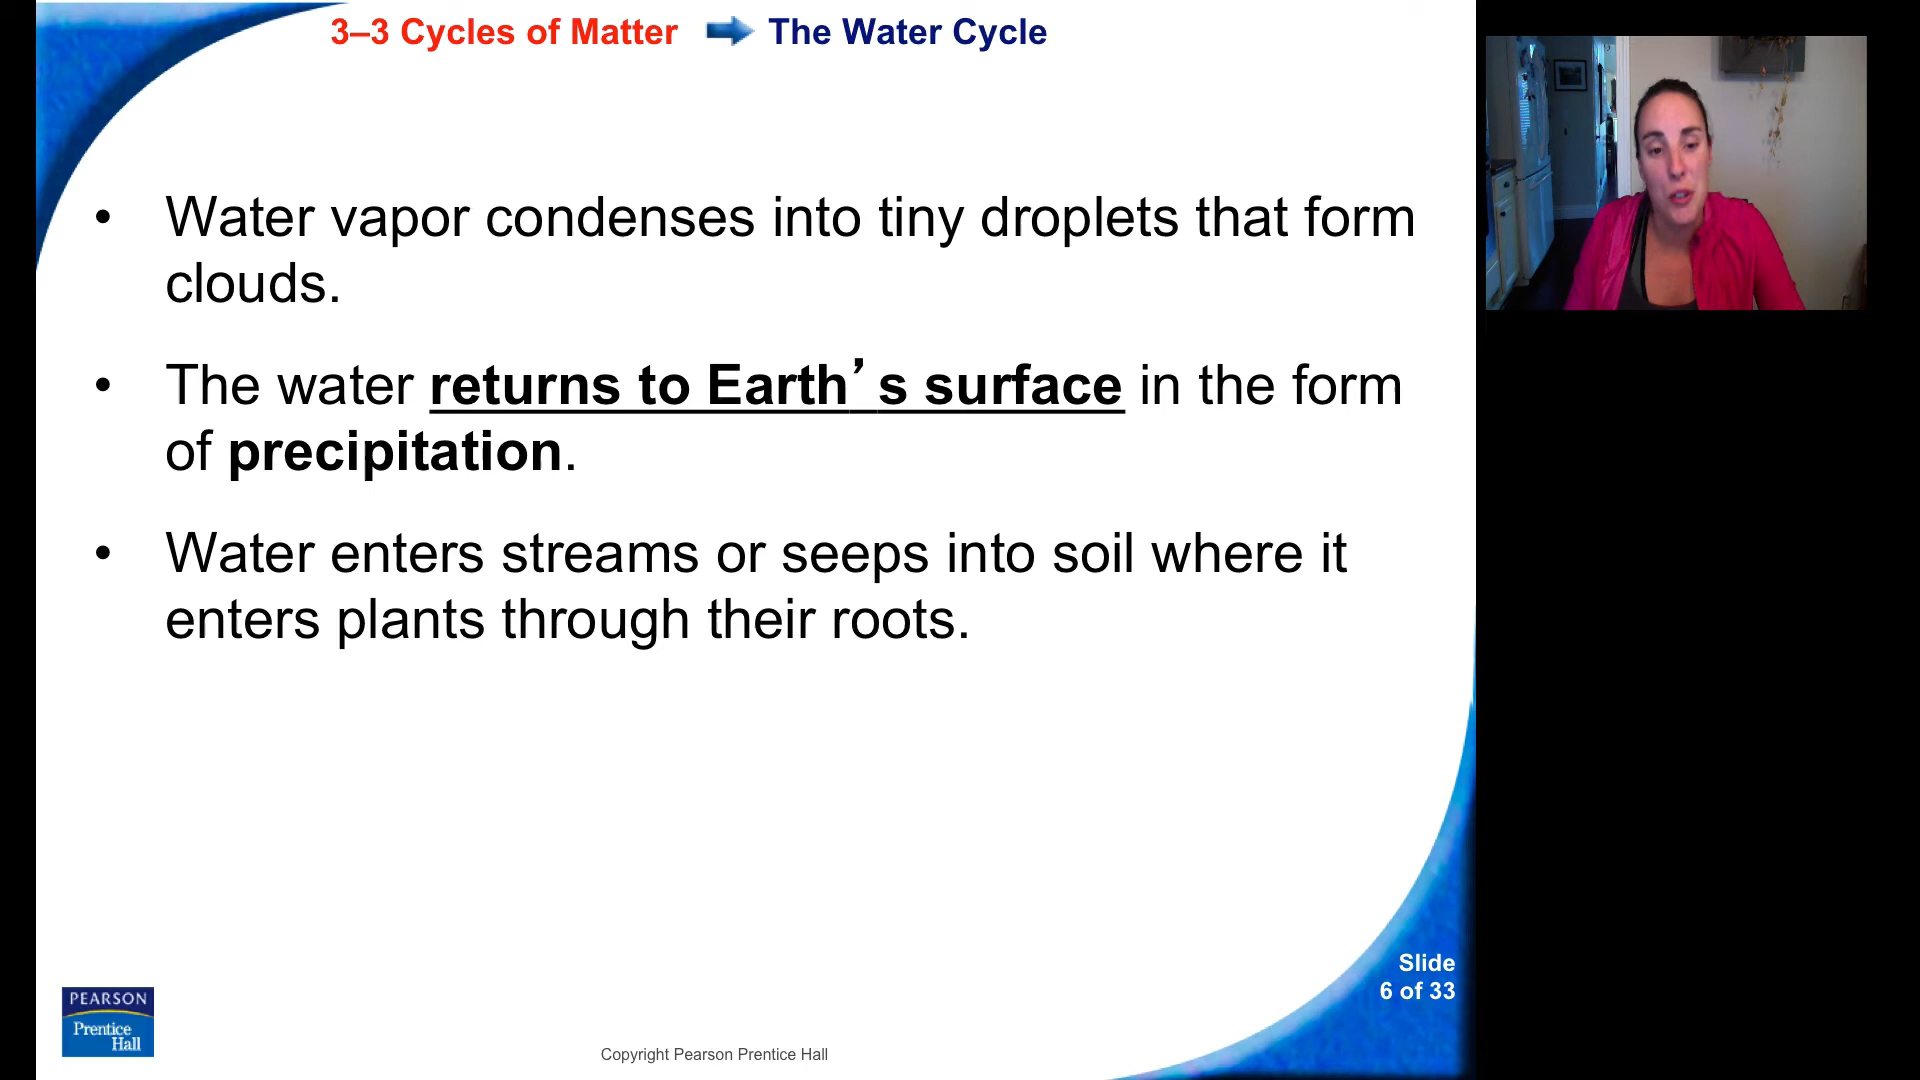 3–3 Cycles of Matter The Water Cycle
• Water vapor condenses into tiny droplets that form
clouds.
• The water returns to Earth’s surface in the form
of precipitation.
• Water enters streams or seeps into soil where it
enters plants through their roots.
Slide
6 of 33
PEARSON
Prentice
Hall
Copyright Pearson Prentice Hall